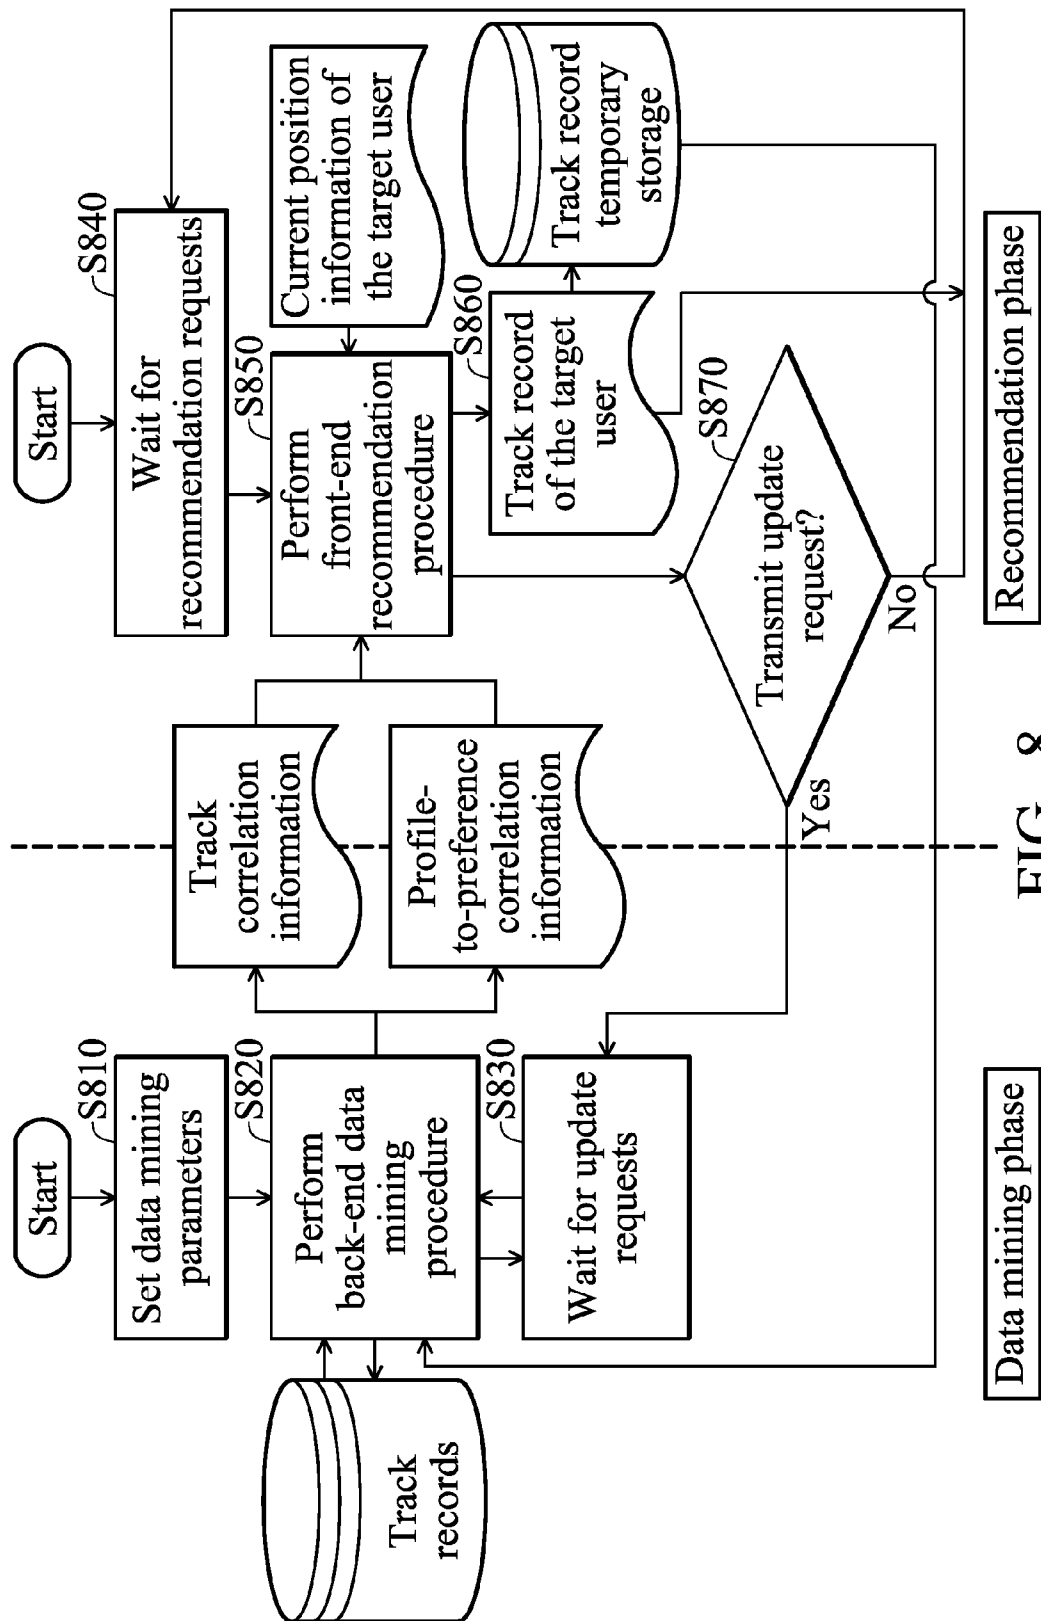 Start
S810
Set data mining
parameters
S820
Perform
back-end data
mining
procedure
S830
Wait for update
requests
Track
records
Data mining phase
Track
correlation
information
Profile-
to-preference
correlation
information
Start
S840
Wait for
recommendation requests
S850
Perform
front-end
recommendation
procedure
Current position
information of
the target user
S860
Track record
of the target
user
Track record
temporary
storage
S870
Transmit update
request?
Yes
No
Recommendation phase
FIG. 8